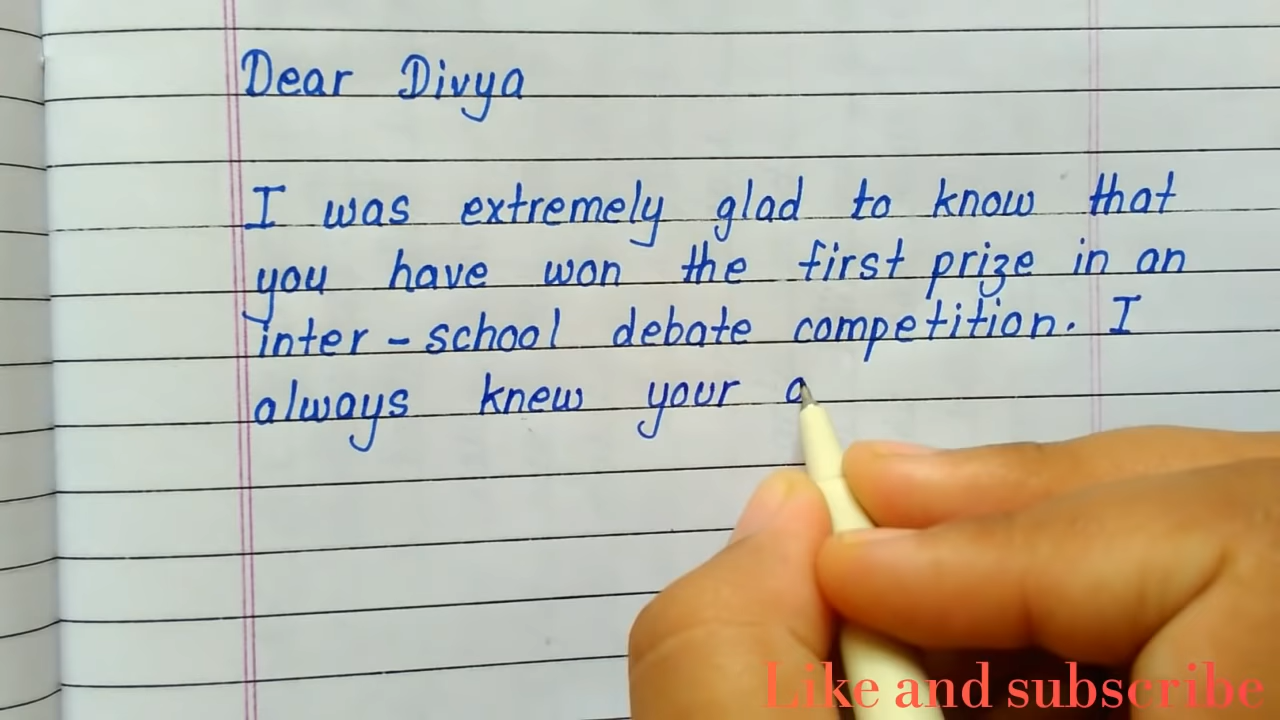 Dear Divya
I was extremely glad to know that
you have won the first prize in an
inter-school debate competition. I
always knew your a
Like and subscribe